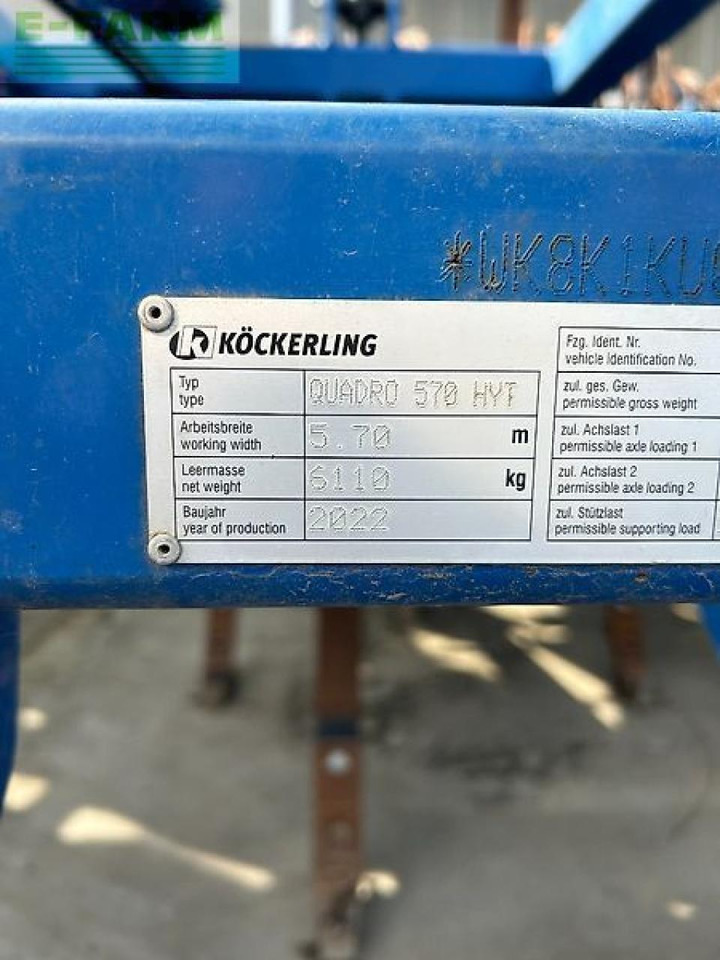 E-FARM
*WK8K1KU
KÖCKERLING
Typ
type
QUADRO 570 HYT
Arbeitsbreite
working width
5.70 m
Leermasse
net weight
6110 kg
Baujahr
year of production
2022
Fzg. Ident. Nr.
vehicle Identification No.
zul. ges. Gew.
permissible gross weight
zul. Achslast 1
permissible axle loading 1
zul. Achslast 2
permissible axle loading 2
zul. Stützlast
permissible supporting load